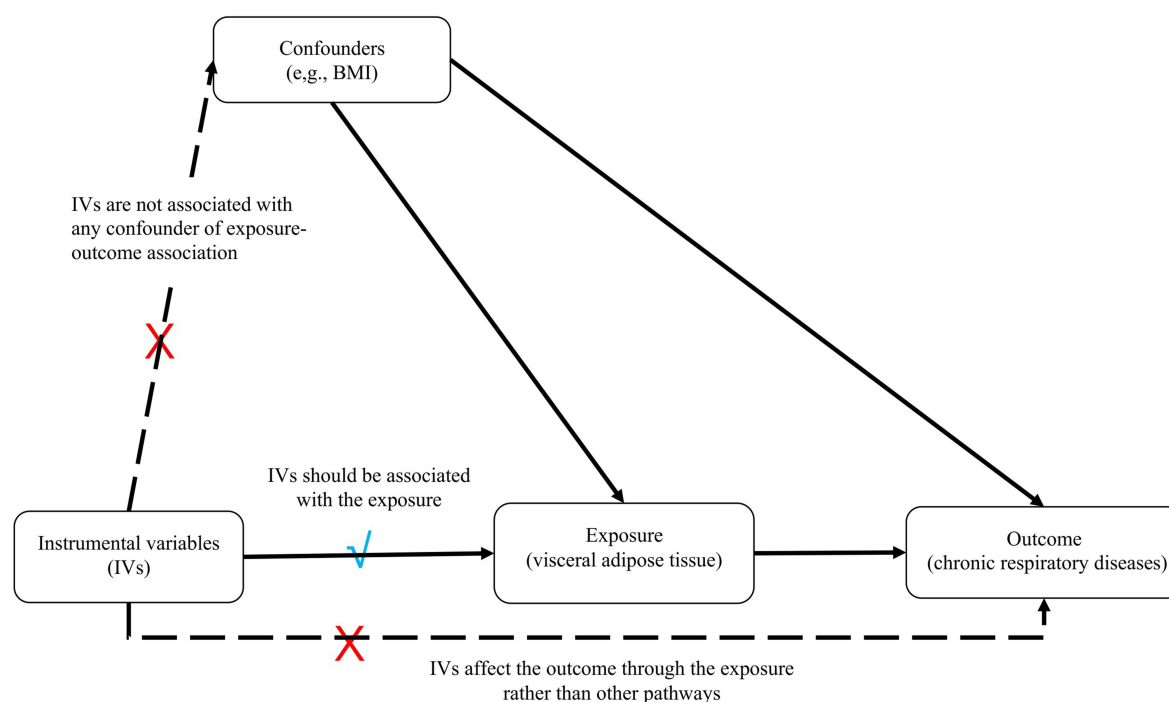 Confounders
(e,g., BMI)
IVs are not associated with
any confounder of exposure-
outcome association
X
IVs should be associated
with the exposure
√
Instrumental variables
(IVs)
Exposure
(visceral adipose tissue)
Outcome
(chronic respiratory diseases)
X
IVs affect the outcome through the exposure
rather than other pathways